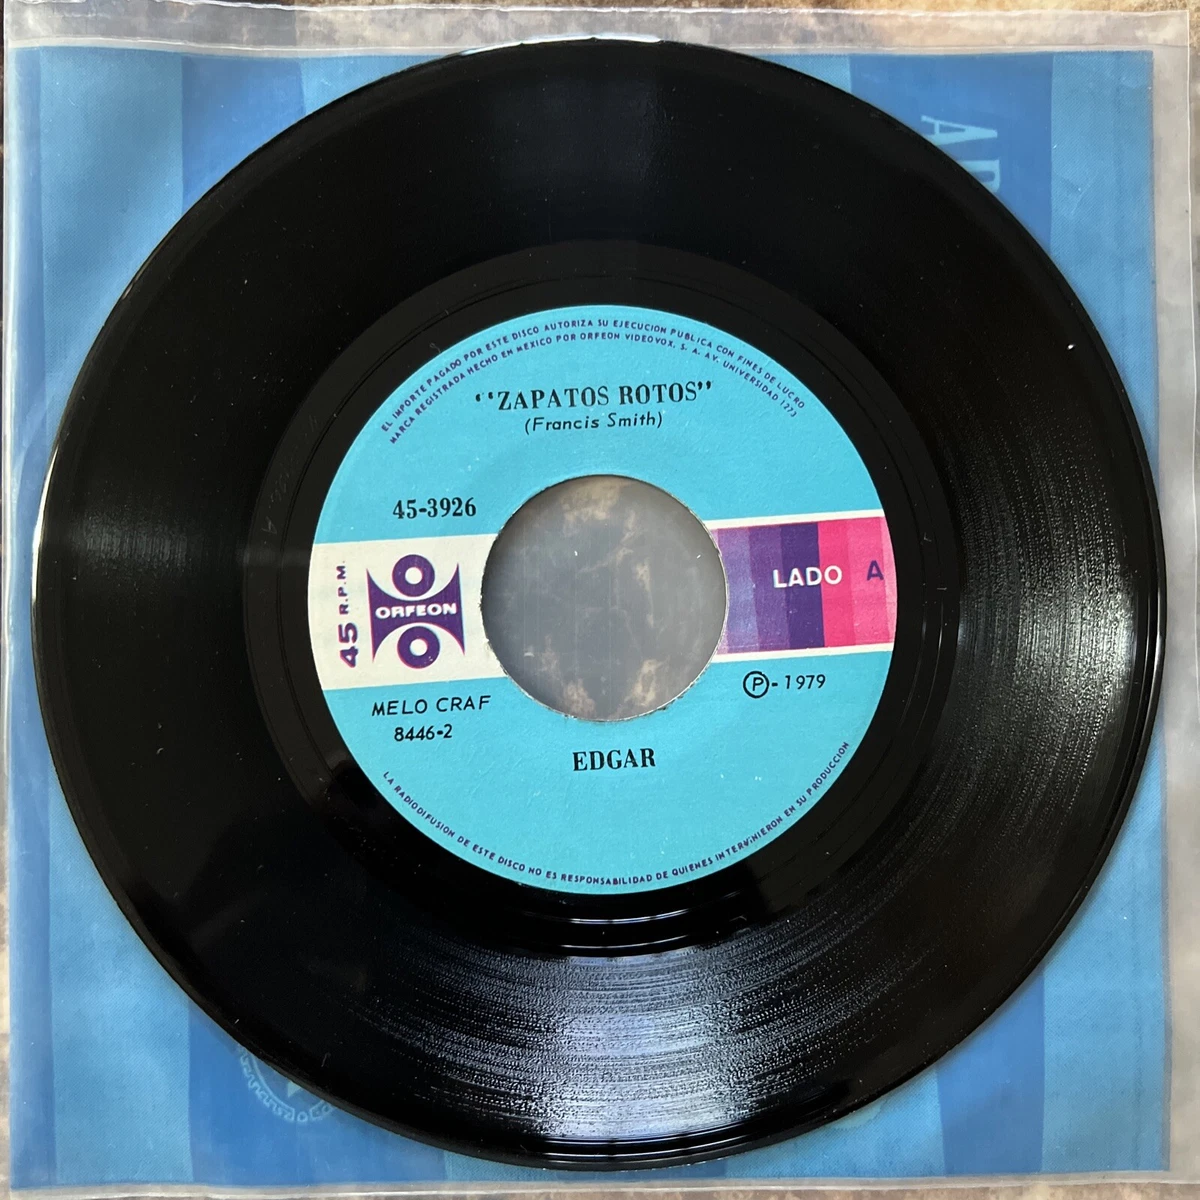 EL IMPORTE PAGADO POR ESTE DISCO AUTORIZA SU EJECUCION PUBLICA CON FINES DE LUCRO
MARCA REGISTRADA HECHO EN MEXICO POR ORFEON VIDEOVOX, S. A. AV. UNIVERSIDAD 1273
"ZAPATOS ROTOS"
(Francis Smith)
45-3926
45 R.P.M.
ORFEON
LADO A
MELO CRAF
8446-2
Ⓟ-1979
EDGAR
LA RADIODIFUSION DE ESTE DISCO NO ES RESPONSABILIDAD DE QUIENES INTERVINIERON EN SU PRODUCCION